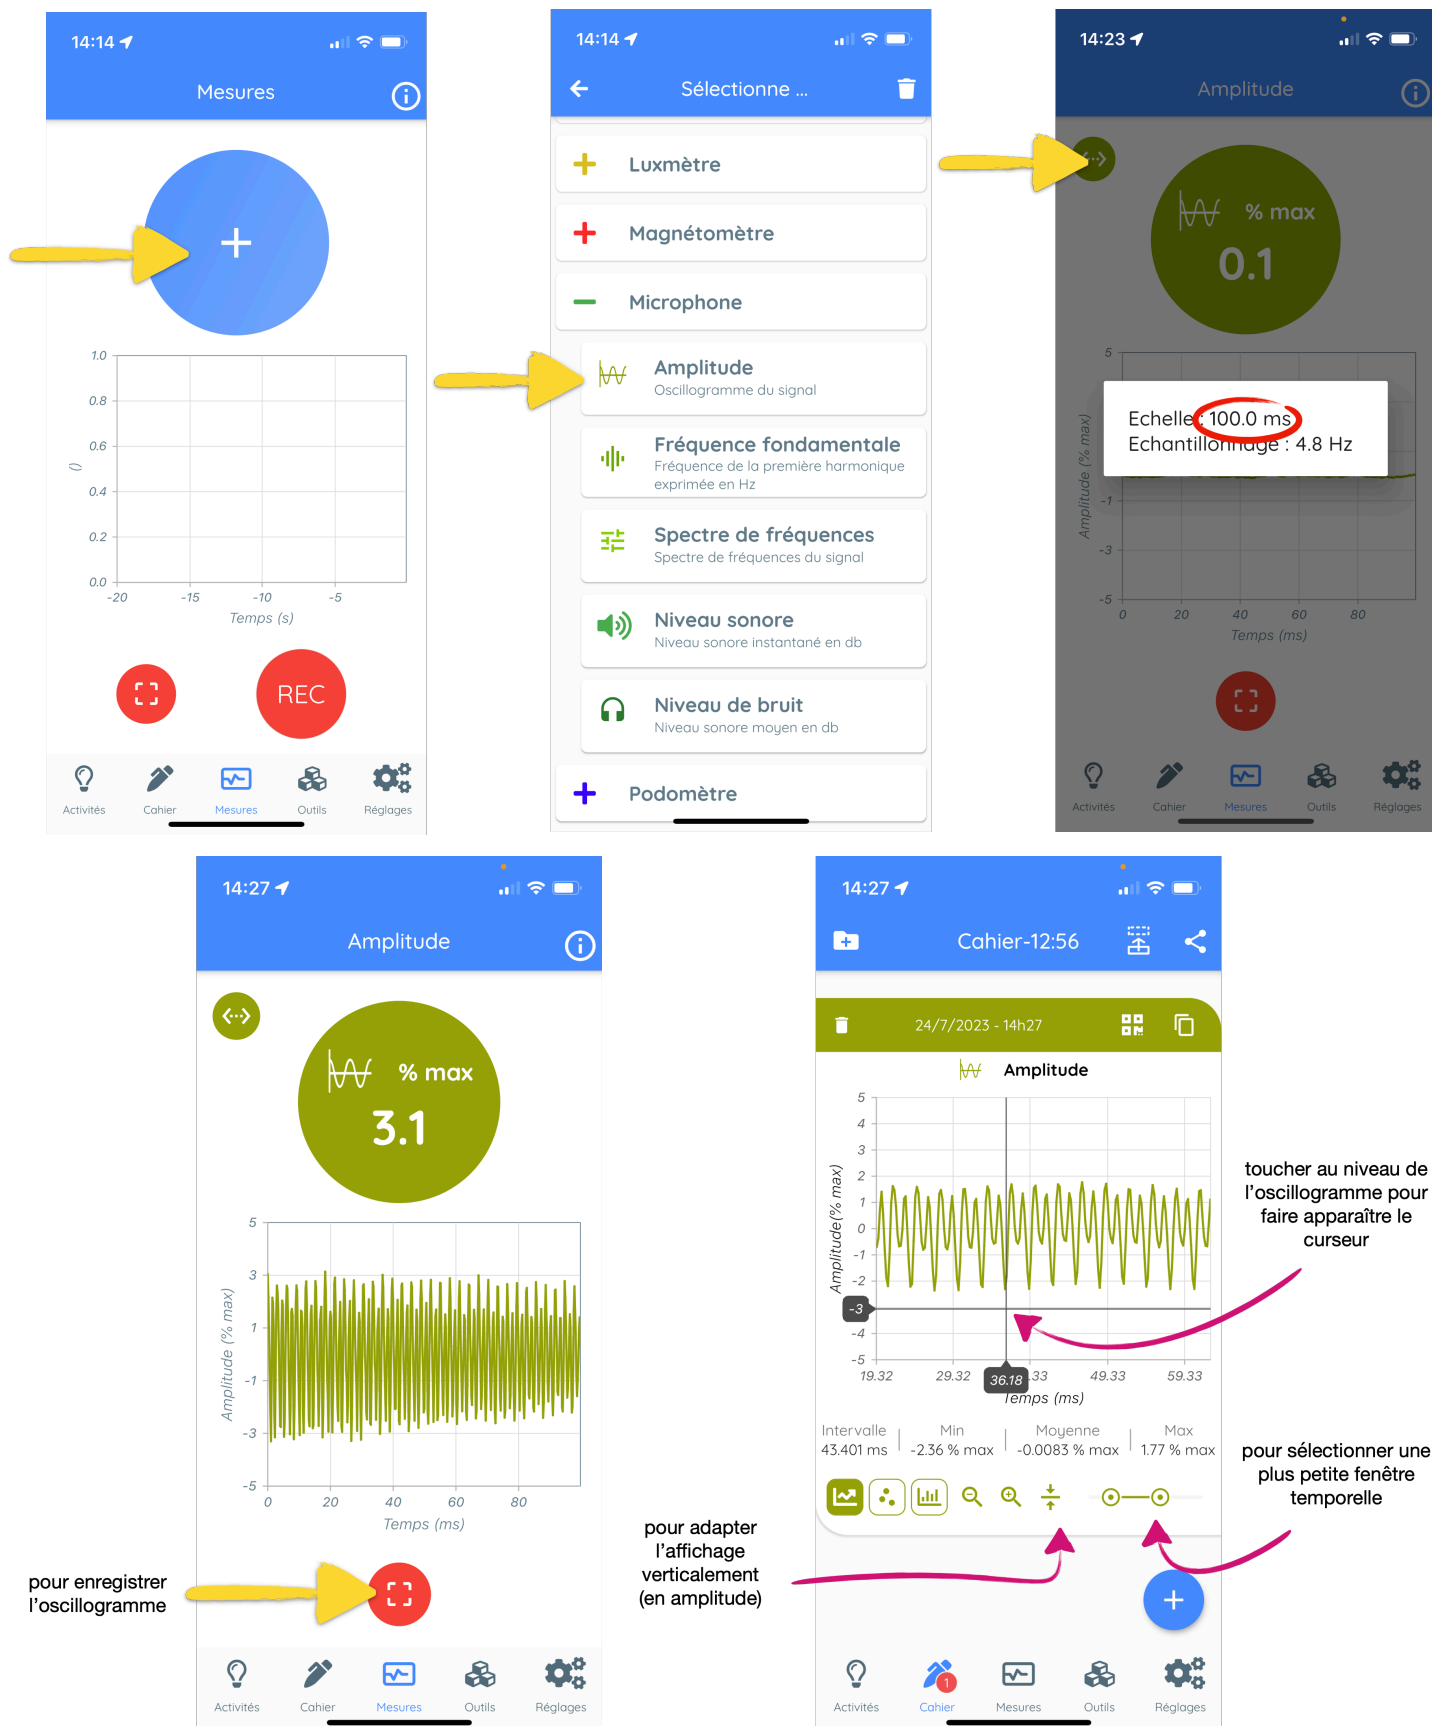 14:14
Mesures
+
1.0
0.8
0.6
0.4
0.2
0.0
()
-20 -15 -10 -5
Temps (s)
REC
Activités Cahier Mesures Outils Réglages
14:14
Sélectionne ...
Luxmètre
Magnétomètre
Microphone
Amplitude
Oscillogramme du signal
Fréquence fondamentale
Fréquence de la première harmonique
exprimée en Hz
Spectre de fréquences
Spectre de fréquences du signal
Niveau sonore
Niveau sonore instantané en db
Niveau de bruit
Niveau sonore moyen en db
Podomètre
14:23
Amplitude
% max
0.1
5
Echelle : 100.0 ms
Echantillonnage : 4.8 Hz
-1
-3
-5
Amplitude (% max)
0 20 40 60 80
Temps (ms)
Activités Cahier Mesures Outils Réglages
14:27
Amplitude
% max
3.1
5
3
1
-1
-3
-5
Amplitude (% max)
0 20 40 60 80
Temps (ms)
pour enregistrer
l'oscillogramme
Activités Cahier Mesures Outils Réglages
14:27
Cahier-12:56
24/7/2023 - 14h27
Amplitude
5
4
3
2
1
0
-1
-2
-3
-4
-5
Amplitude(% max)
19.32 29.32 36.18 .33 49.33 59.33
Temps (ms)
Intervalle Min Moyenne Max
43.401 ms -2.36 % max -0.0083 % max 1.77 % max
toucher au niveau de
l'oscillogramme pour
faire apparaître le
curseur
pour sélectionner une
plus petite fenêtre
temporelle
pour adapter
l'affichage
verticalement
(en amplitude)
+
1
Activités Cahier Mesures Outils Réglages